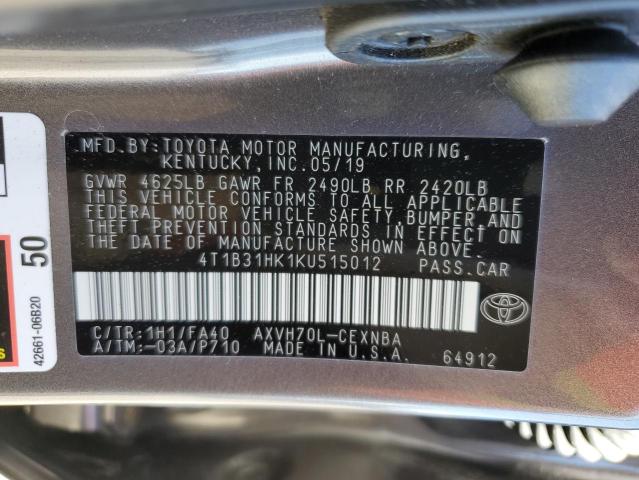 MFD.BY:TOYOTA MOTOR MANUFACTURING,
KENTUCKY,INC.05/19
GVWR 4625LB GAWR FR 2490LB RR 2420LB
THIS VEHICLE CONFORMS TO ALL APPLICABLE
FEDERAL MOTOR VEHICLE SAFETY,BUMPER AND
THEFT PREVENTION STANDARDS IN EFFECT ON
THE DATE OF MANUFACTURE SHOWN ABOVE.
4T1B31HK1KU515012 PASS.CAR
C/TR:1H1/FA40 AXVH70L-CEXNBA
A/TM:-03A/P710 MADE IN U.S.A. 64912
50
42661-06B20